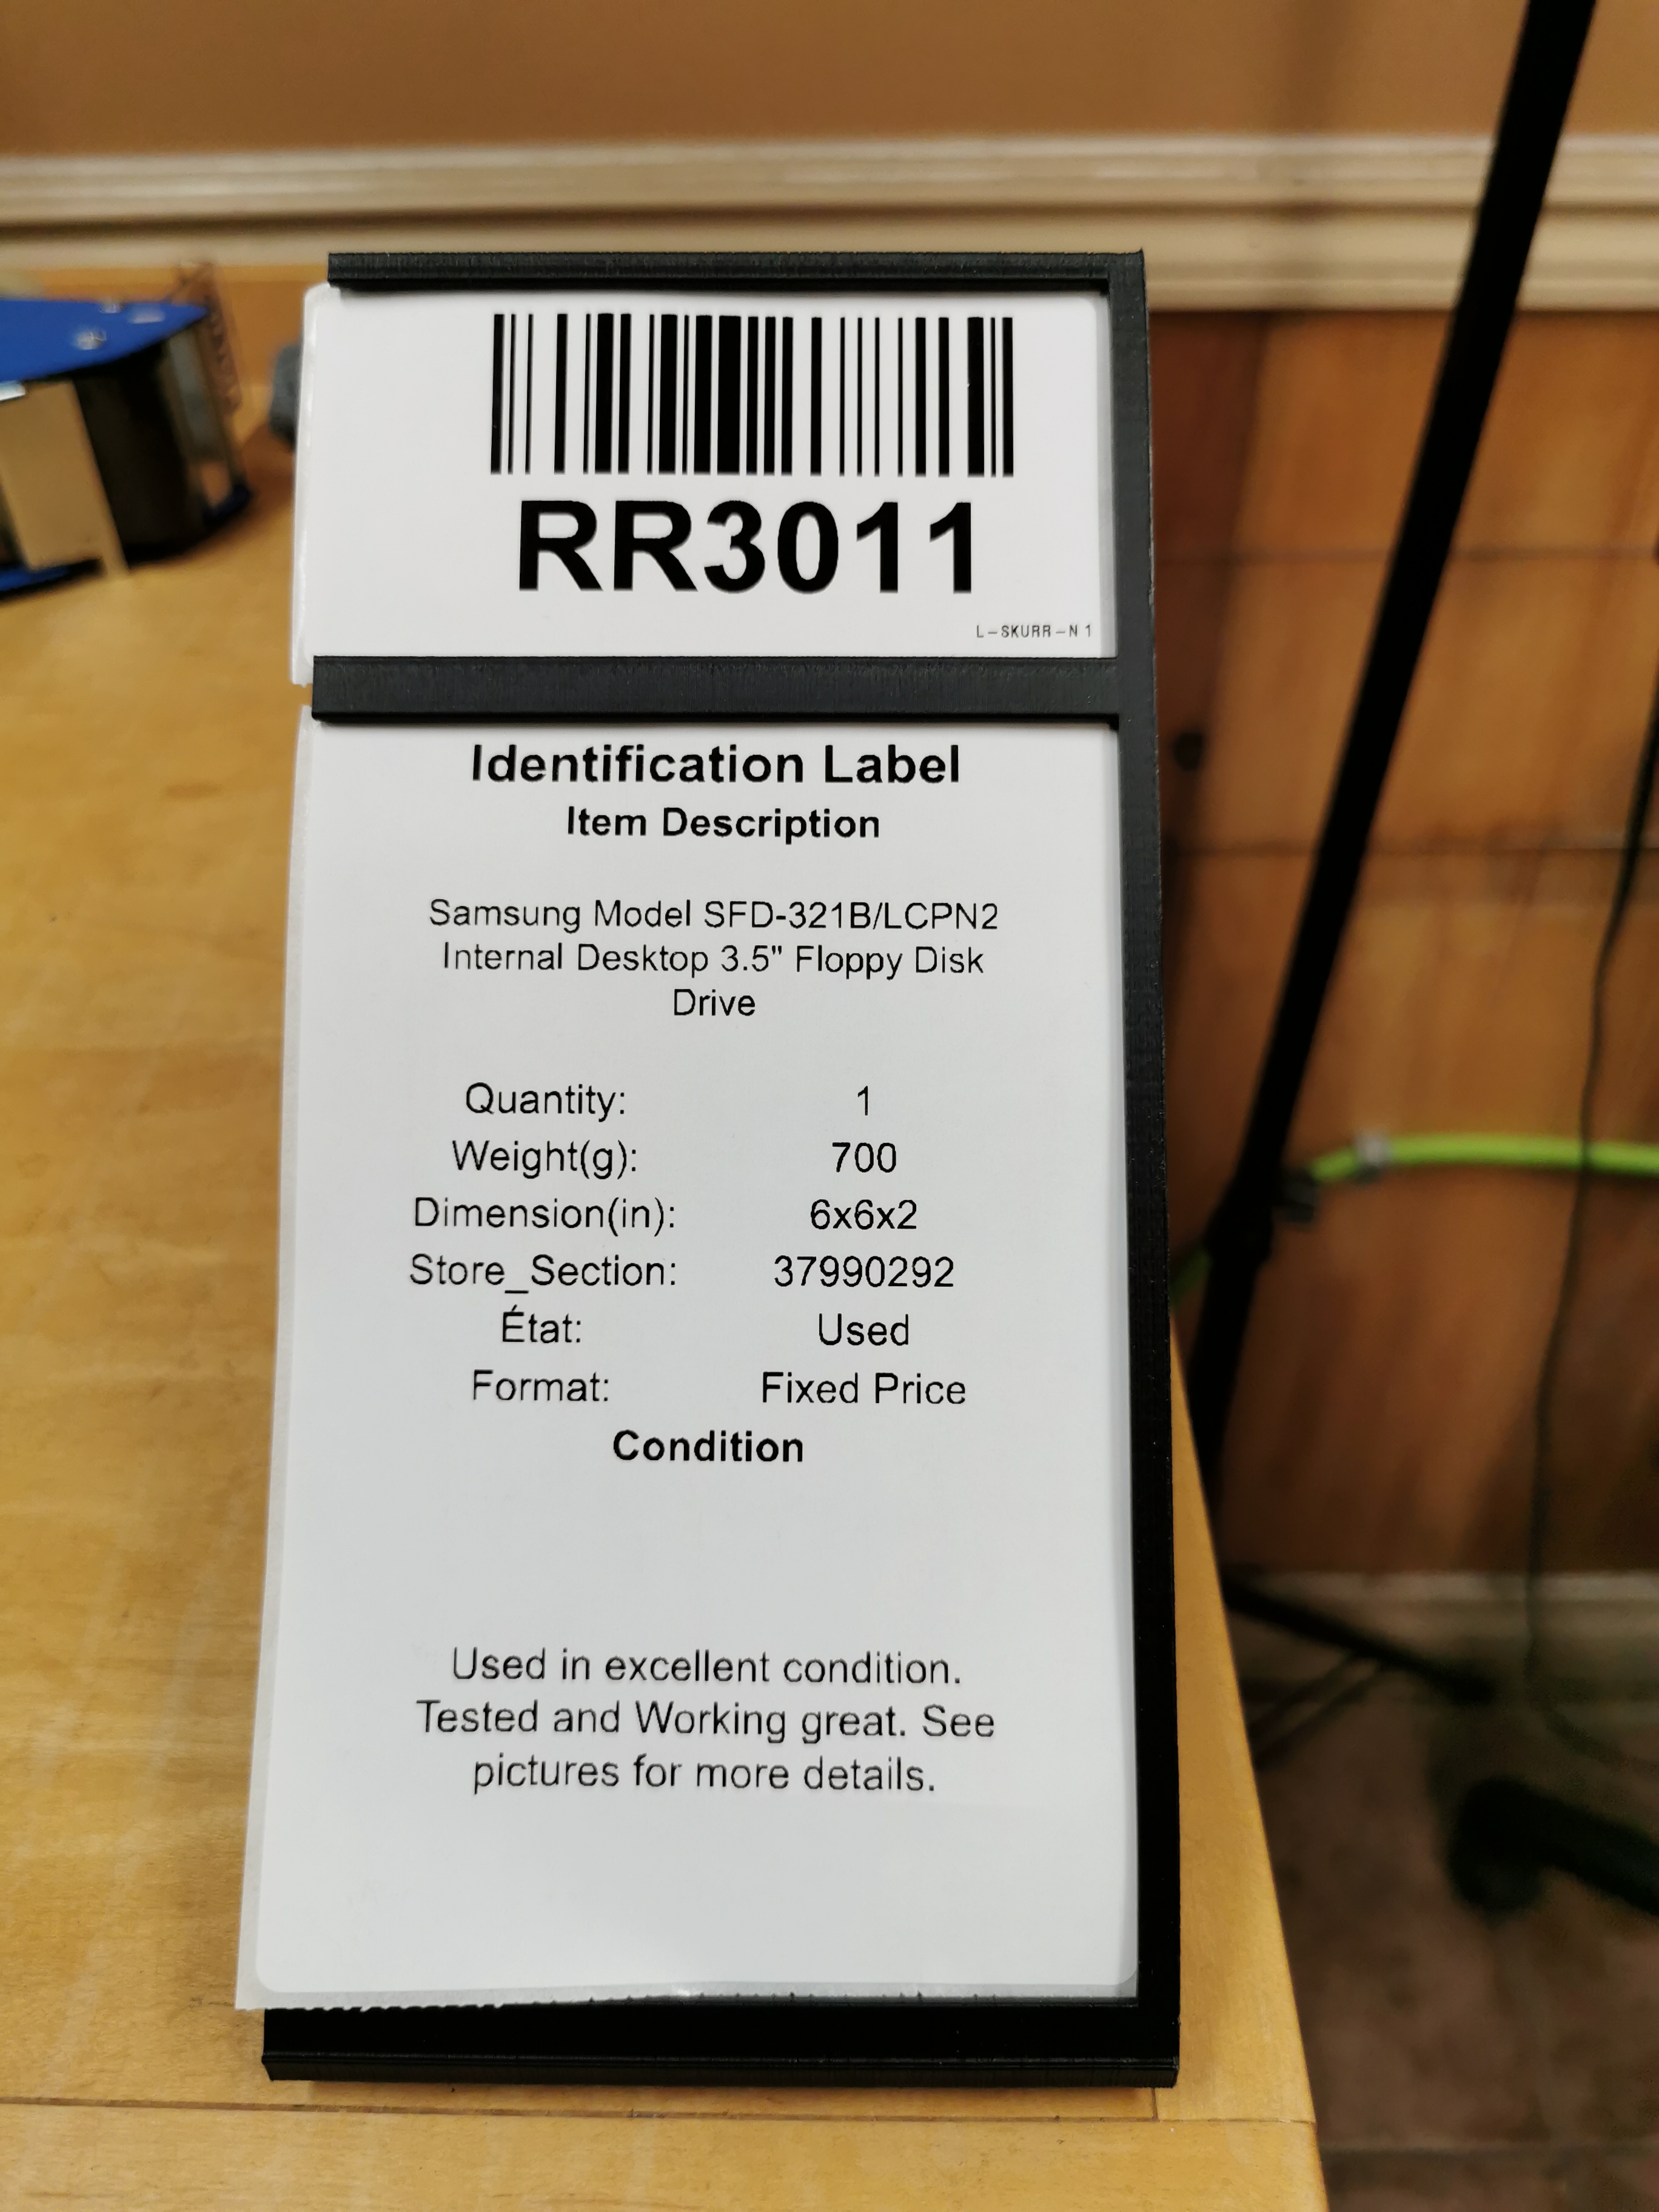 RR3011
L-SKURR-N 1
Identification Label
Item Description
Samsung Model SFD-321B/LCPN2
Internal Desktop 3.5" Floppy Disk
Drive
Quantity: 1
Weight(g): 700
Dimension(in): 6x6x2
Store_Section: 37990292
État: Used
Format: Fixed Price
Condition
Used in excellent condition.
Tested and Working great. See
pictures for more details.